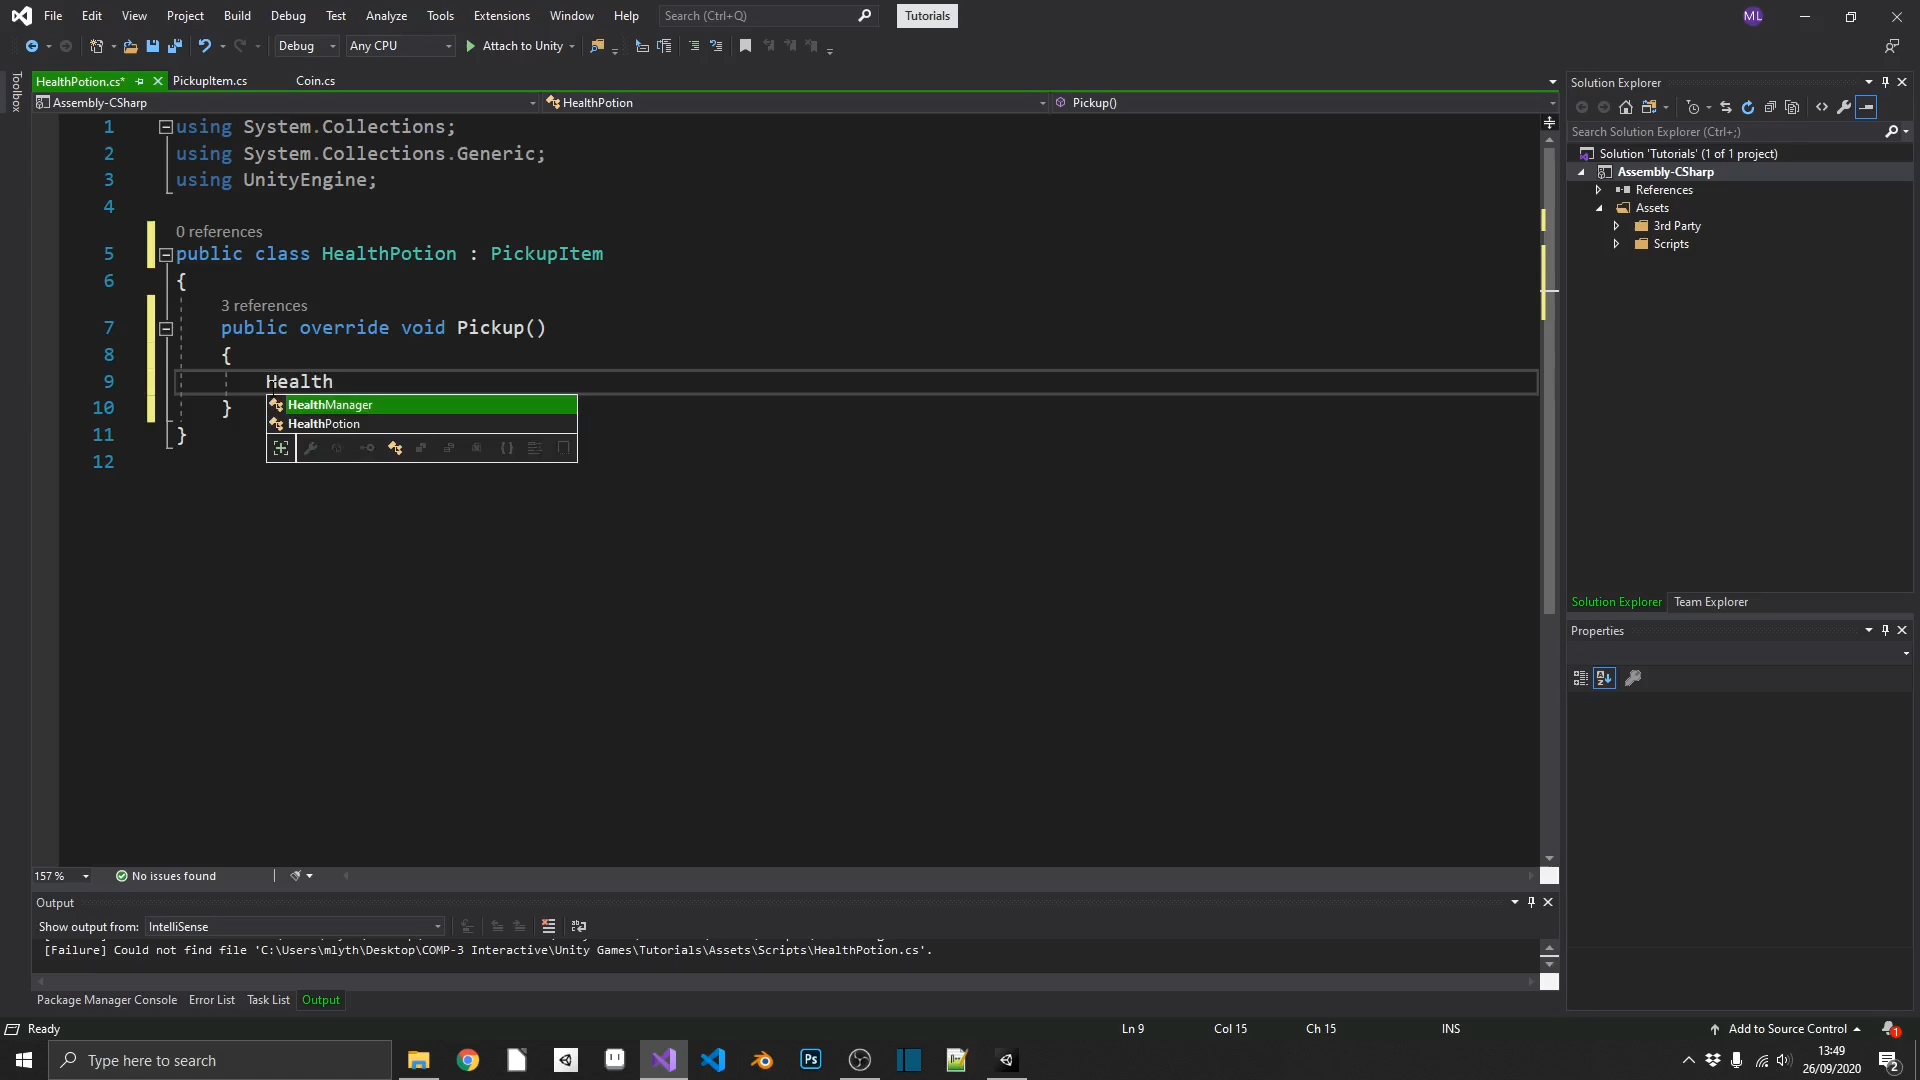 File Edit View Project Build Debug Test Analyze Tools Extensions Window Help Search (Ctrl+Q) Tutorials ML
Debug Any CPU Attach to Unity
Toolbox
HealthPotion.cs* PickupItem.cs Coin.cs
Assembly-CSharp HealthPotion Pickup()
1 using System.Collections;
2 using System.Collections.Generic;
3 using UnityEngine;
4
0 references
5 public class HealthPotion : PickupItem
6 {
3 references
7 public override void Pickup()
8 {
9 Health
HealthManager
10 }
HealthPotion
11 }
12
157 % No issues found
Output
Show output from: IntelliSense
[Failure] Could not find file 'C:\Users\mlyth\Desktop\COMP-3 Interactive\Unity Games\Tutorials\Assets\Scripts\HealthPotion.cs'.
Package Manager Console Error List Task List Output
Solution Explorer
Search Solution Explorer (Ctrl+;)
Solution 'Tutorials' (1 of 1 project)
Assembly-CSharp
References
Assets
3rd Party
Scripts
Solution Explorer Team Explorer
Properties
Ready Ln 9 Col 15 Ch 15 INS Add to Source Control 1
Type here to search Ps 13:49
26/09/2020 2